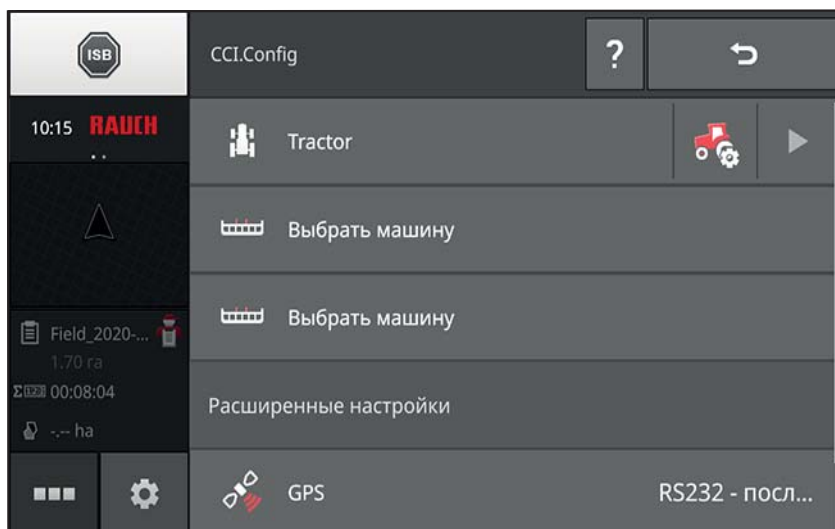 ISB
CCI.Config
?
10:15 RAUCH
Tractor
Выбрать машину
Выбрать машину
Field_2020-...
1.70 га
Σ 123 00:08:04
-.-- ha
Расширенные настройки
GPS
RS232 - посл...